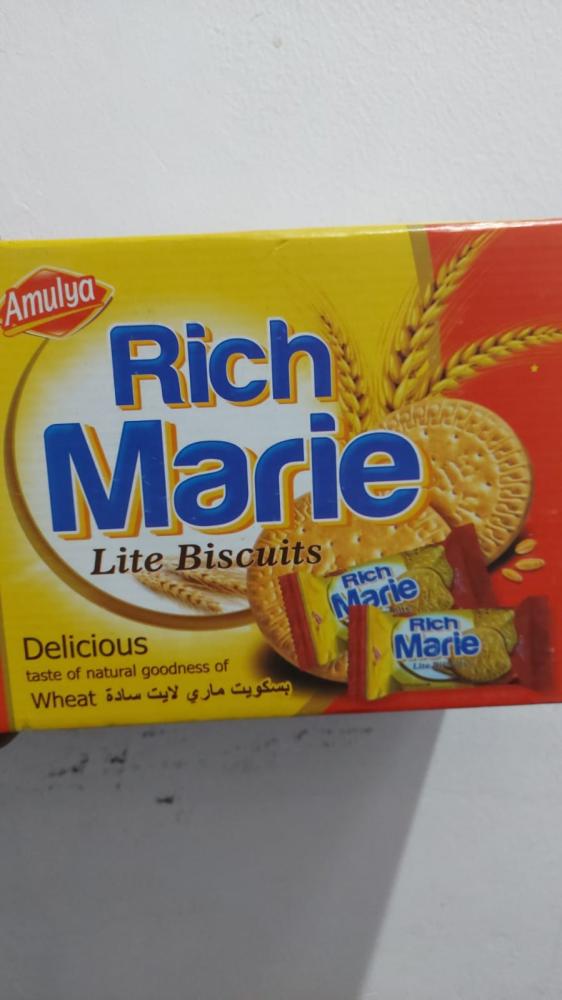 Amulya
Rich
Marie
Lite Biscuits
Rich
Marie
Rich
Marie
Lite
Delicious
taste of natural goodness of
Wheat بسكويت ماري لايت سادة